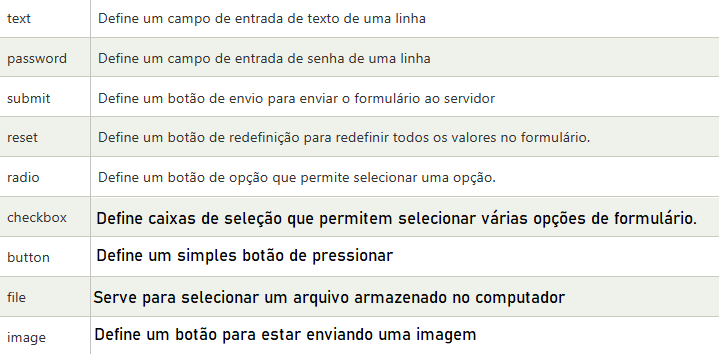 text Define um campo de entrada de texto de uma linha
password Define um campo de entrada de senha de uma linha
submit Define um botão de envio para enviar o formulário ao servidor
reset Define um botão de redefinição para redefinir todos os valores no formulário.
radio Define um botão de opção que permite selecionar uma opção.
checkbox Define caixas de seleção que permitem selecionar várias opções de formulário.
button Define um simples botão de pressionar
file Serve para selecionar um arquivo armazenado no computador
image Define um botão para estar enviando uma imagem